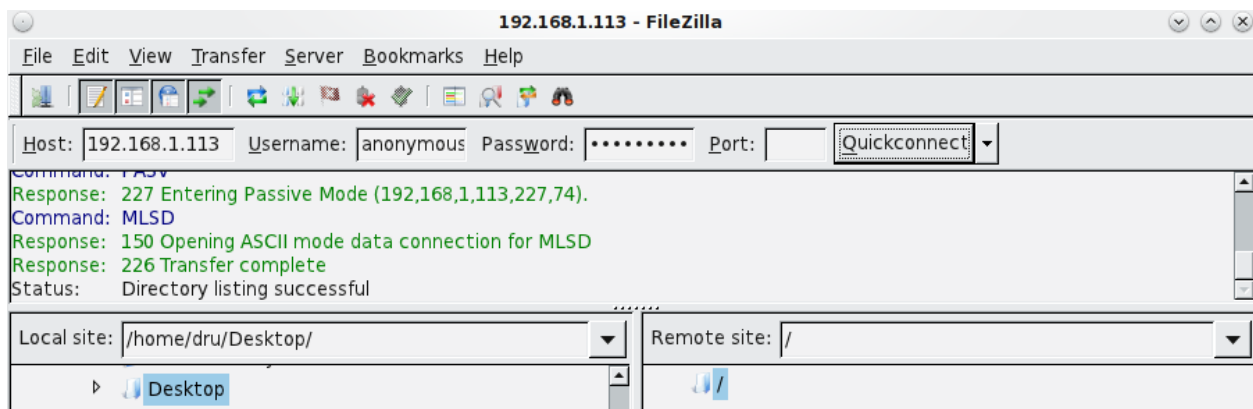 192.168.1.113 - FileZilla
File Edit View Transfer Server Bookmarks Help
Host: 192.168.1.113 Username: anonymous Password: ••••••••• Port: Quickconnect
Command: PASV
Response: 227 Entering Passive Mode (192,168,1,113,227,74).
Command: MLSD
Response: 150 Opening ASCII mode data connection for MLSD
Response: 226 Transfer complete
Status: Directory listing successful
Local site: /home/dru/Desktop/ Remote site: /
Desktop /